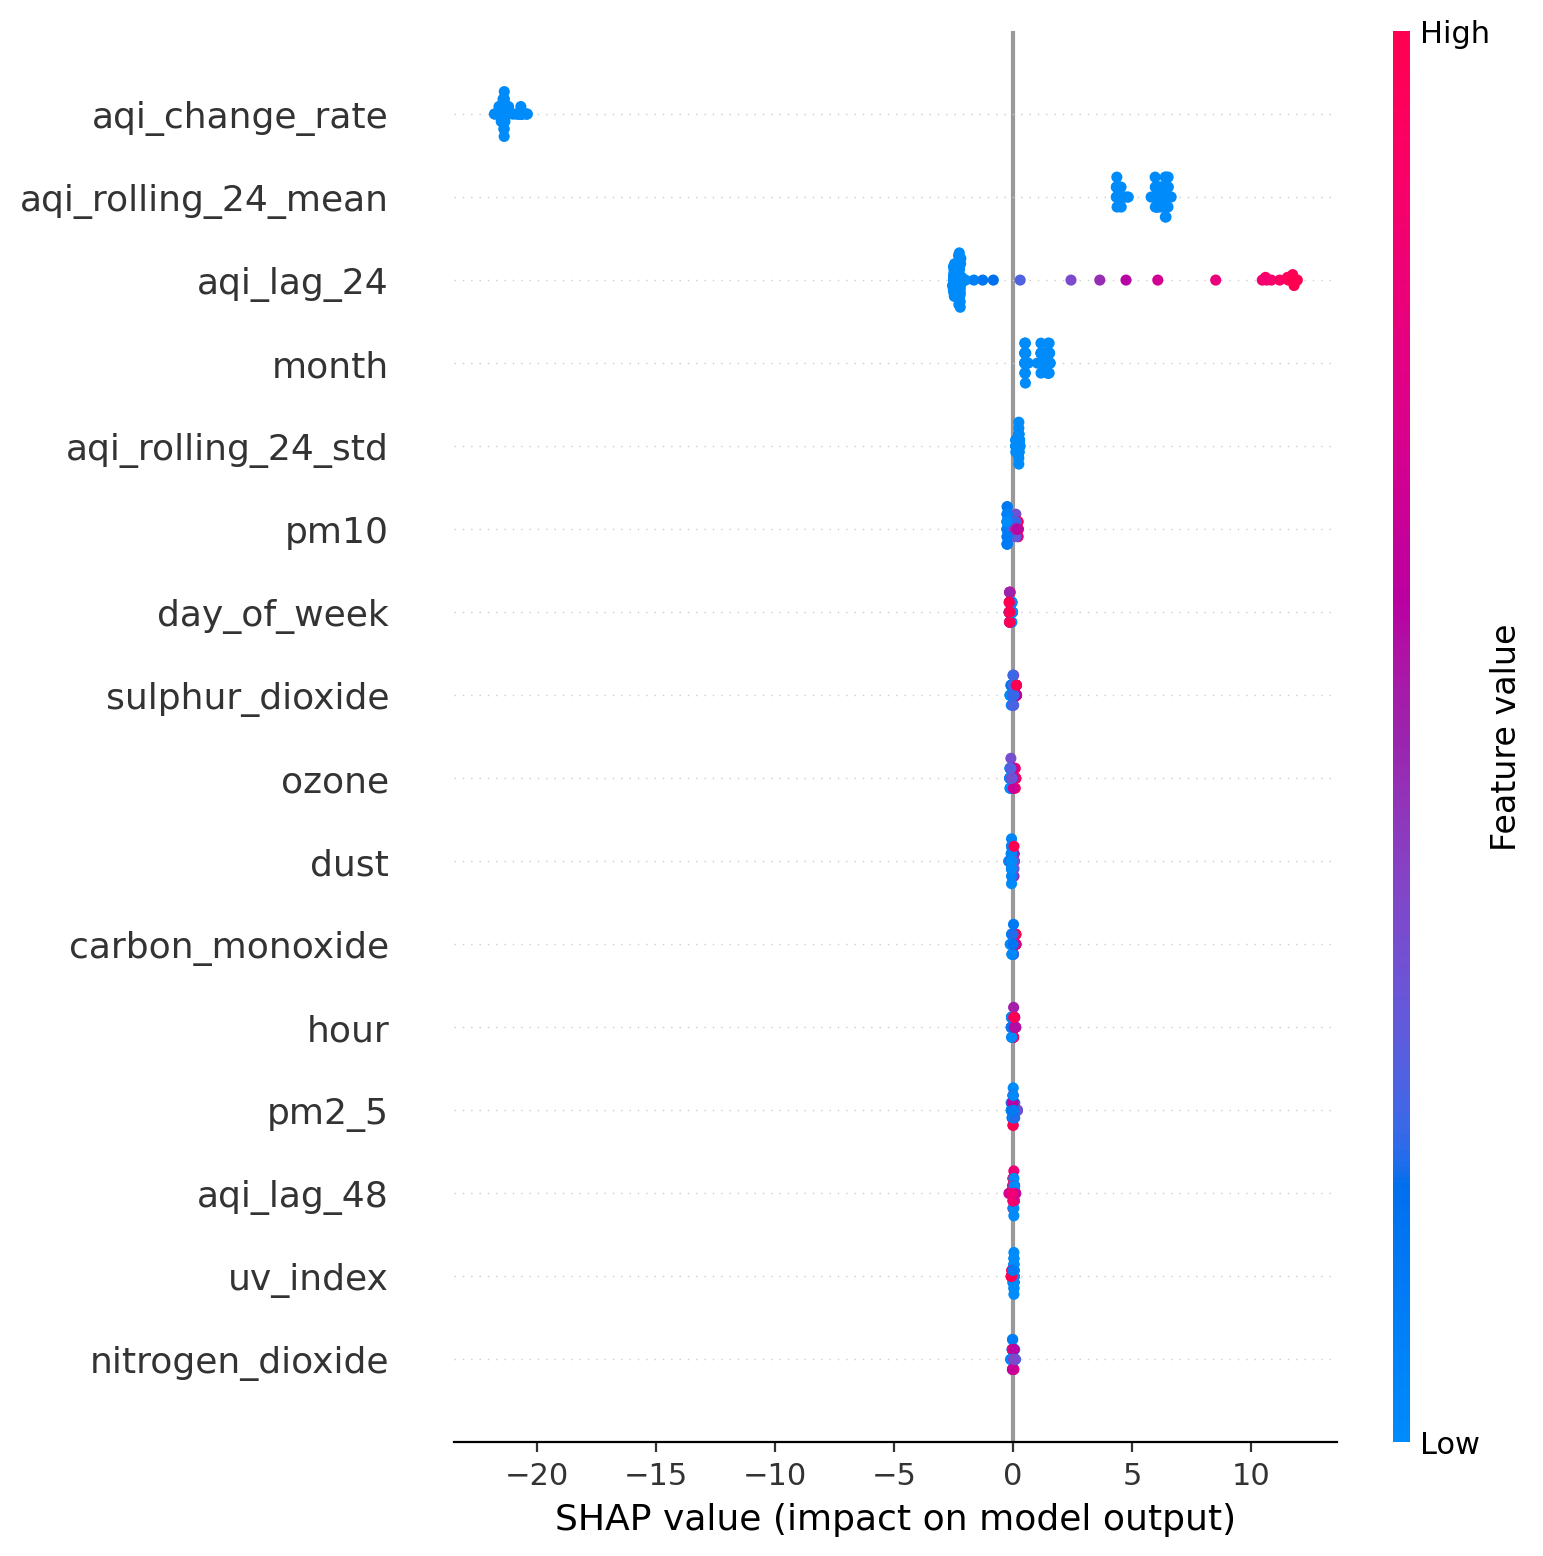 High
aqi_change_rate
aqi_rolling_24_mean
aqi_lag_24
month
aqi_rolling_24_std
pm10
day_of_week
sulphur_dioxide
ozone
dust
carbon_monoxide
hour
pm2_5
aqi_lag_48
uv_index
nitrogen_dioxide
Feature value
Low
−20 −15 −10 −5 0 5 10
SHAP value (impact on model output)